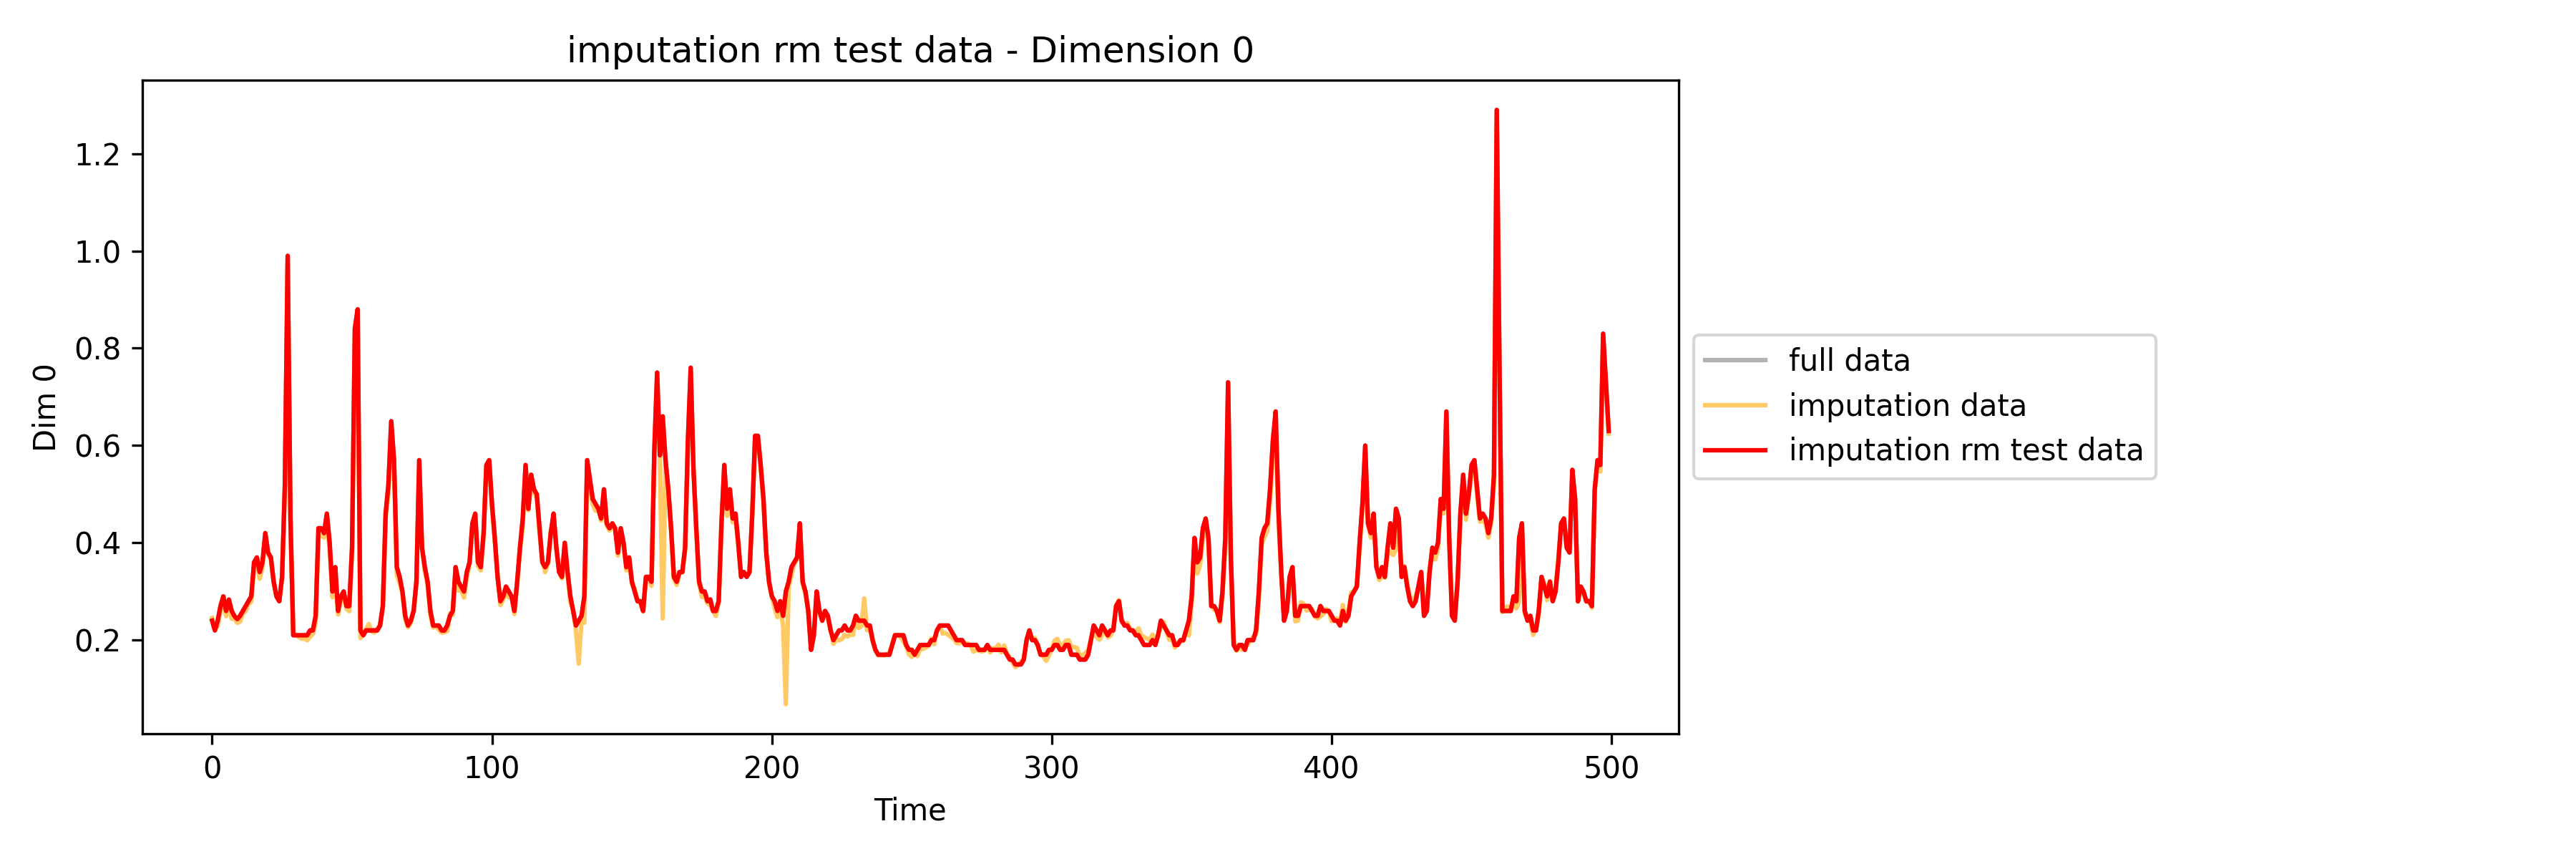 imputation rm test data - Dimension 0
1.2
1.0
0.8
0.6
0.4
0.2
Dim 0
0 100 200 300 400 500
Time
full data
imputation data
imputation rm test data